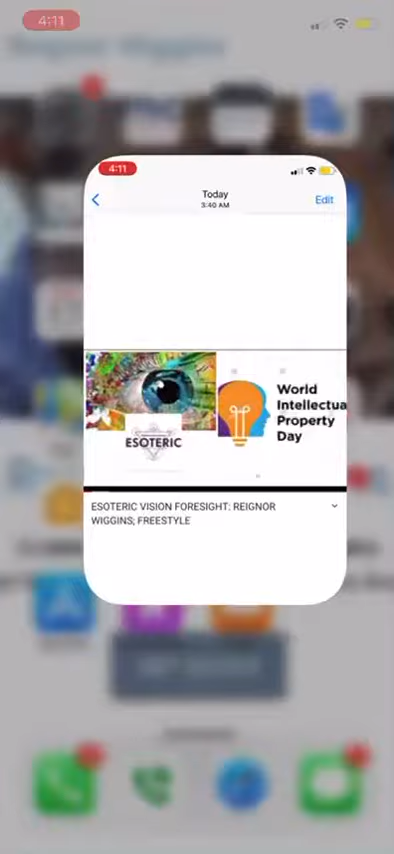 4:11
4:11
Today
3:40 AM
Edit
ESOTERIC
World
Intellectua
Property
Day
ESOTERIC VISION FORESIGHT: REIGNOR
WIGGINS; FREESTYLE